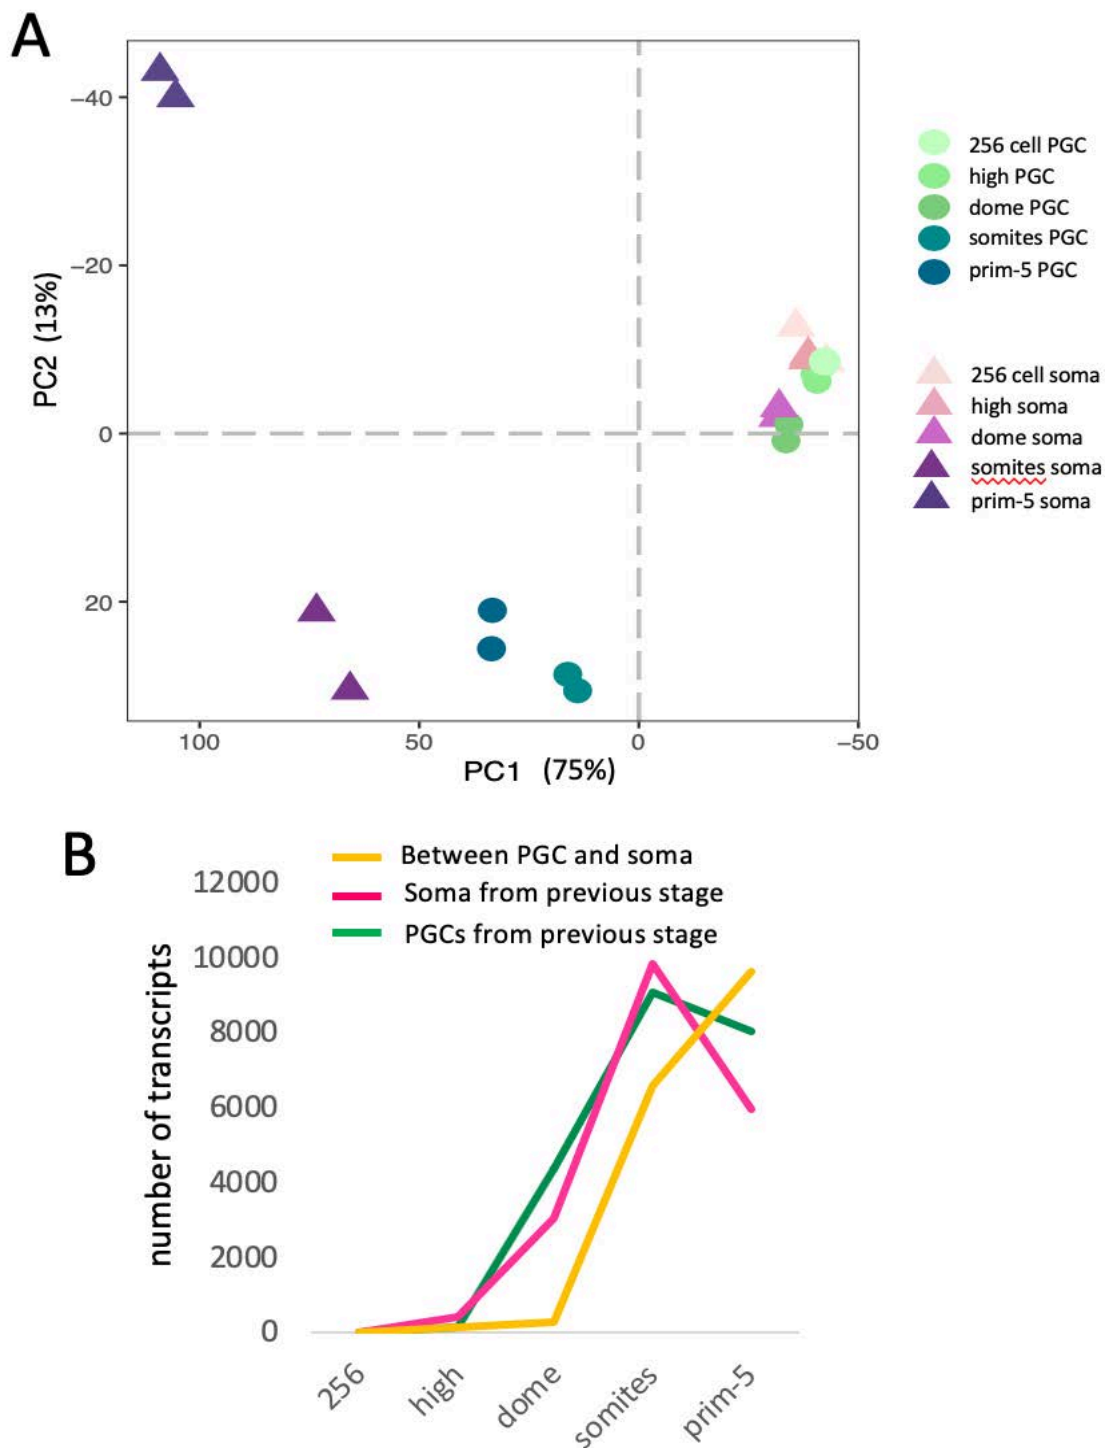 A
−40
−20
0
20
PC2 (13%)
100
50
0
−50
PC1 (75%)
256 cell PGC
high PGC
dome PGC
somites PGC
prim-5 PGC
256 cell soma
high soma
dome soma
somites soma
prim-5 soma
B
Between PGC and soma
Soma from previous stage
PGCs from previous stage
12000
10000
8000
6000
4000
2000
0
number of transcripts
256
high
dome
somites
prim-5